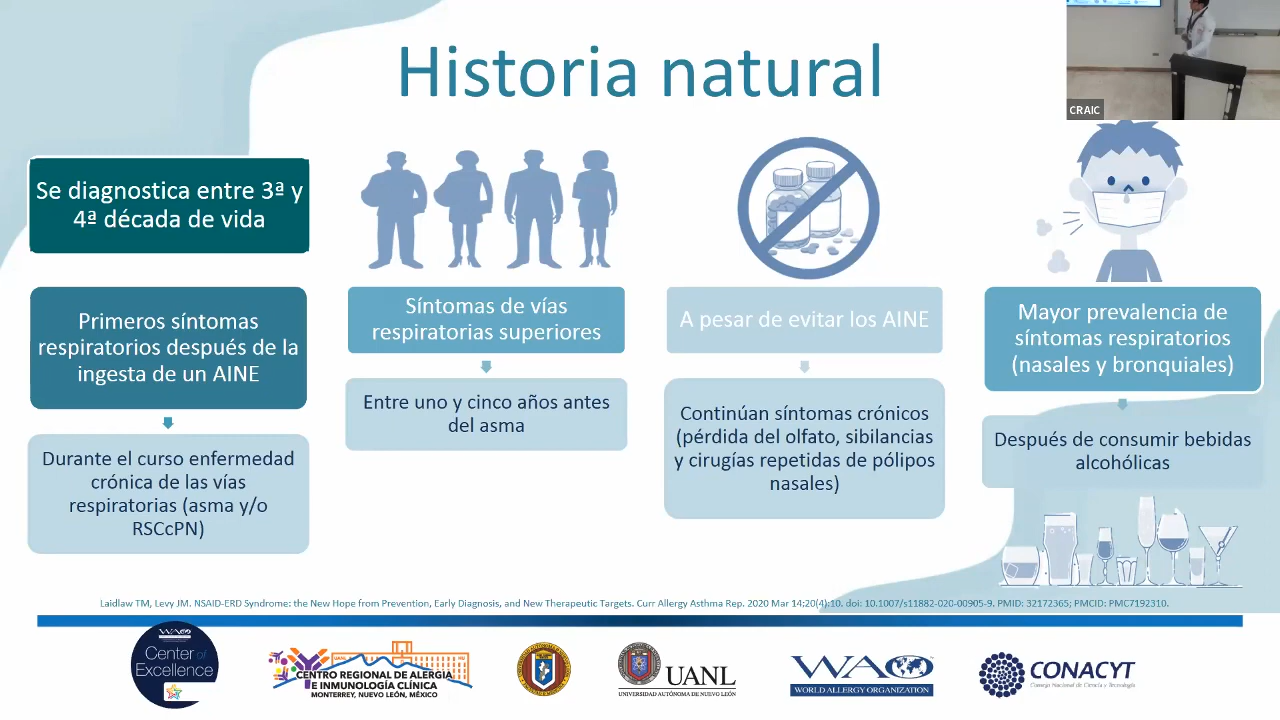 Historia natural
CRAIC
Se diagnostica entre 3ª y
4ª década de vida
Primeros síntomas
respiratorios después de la
ingesta de un AINE
Durante el curso enfermedad
crónica de las vías
respiratorias (asma y/o
RSCcPN)
Síntomas de vías
respiratorias superiores
Entre uno y cinco años antes
del asma
A pesar de evitar los AINE
Continúan síntomas crónicos
(pérdida del olfato, sibilancias
y cirugías repetidas de pólipos
nasales)
Mayor prevalencia de
síntomas respiratorios
(nasales y bronquiales)
Después de consumir bebidas
alcohólicas
Laidlaw TM, Levy JM. NSAID-ERD Syndrome: the New Hope from Prevention, Early Diagnosis, and New Therapeutic Targets. Curr Allergy Asthma Rep. 2020 Mar 14;20(4):10. doi: 10.1007/s11882-020-00905-9. PMID: 32172365; PMCID: PMC7192310.
WAO
Center of
Excellence
CENTRO REGIONAL DE ALERGIA
E INMUNOLOGÍA CLÍNICA
MONTERREY, NUEVO LEÓN, MÉXICO
UANL
UNIVERSIDAD AUTÓNOMA DE NUEVO LEÓN
WAO
WORLD ALLERGY ORGANIZATION
CONACYT
Consejo Nacional de Ciencia y Tecnología